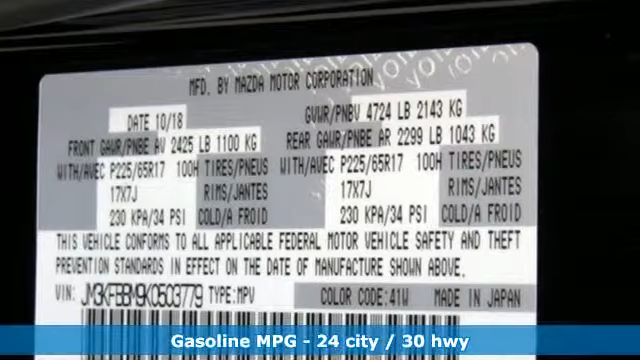 MFD. BY MAZDA MOTOR CORPORATION
DATE 10/18 GVWR/PNBV 4724 LB 2143 KG
FRONT GAWR/PNBE AV 2425 LB 1100 KG REAR GAWR/PNBE AR 2299 LB 1043 KG
WITH/AVEC P225/65R17 100H TIRES/PNEUS WITH/AVEC P225/65R17 100H TIRES/PNEUS
17X7J RIMS/JANTES 17X7J RIMS/JANTES
230 KPA/34 PSI COLD/A FROID 230 KPA/34 PSI COLD/A FROID
THIS VEHICLE CONFORMS TO ALL APPLICABLE FEDERAL MOTOR VEHICLE SAFETY AND THEFT
PREVENTION STANDARDS IN EFFECT ON THE DATE OF MANUFACTURE SHOWN ABOVE.
VIN: JM3KFBBM9K0503779 TYPE:MPV COLOR CODE:41W MADE IN JAPAN
Gasoline MPG - 24 city / 30 hwy